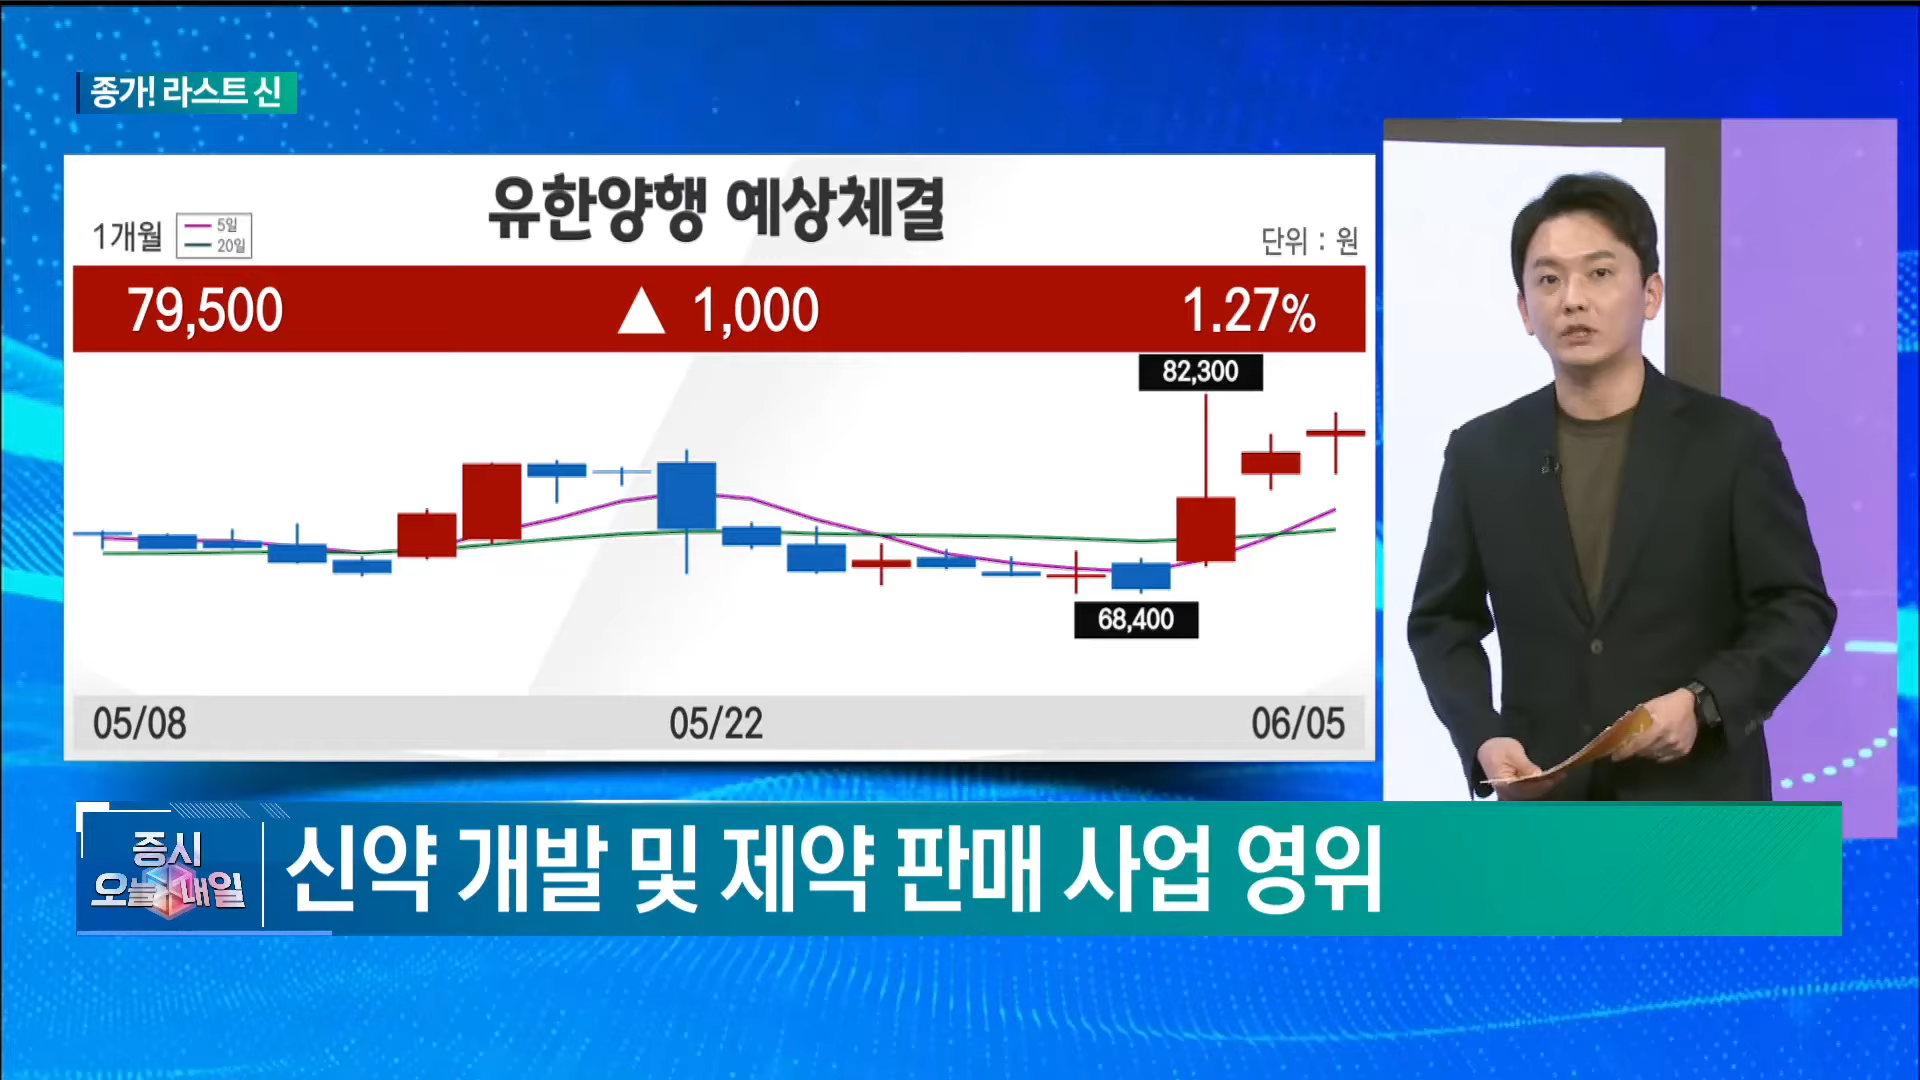 종가! 라스트 신
유한양행 예상체결
1개월
5일
20일
단위 : 원
79,500 ▲ 1,000 1.27%
82,300
68,400
05/08 05/22 06/05
증시
오늘 내일
신약 개발 및 제약 판매 사업 영위